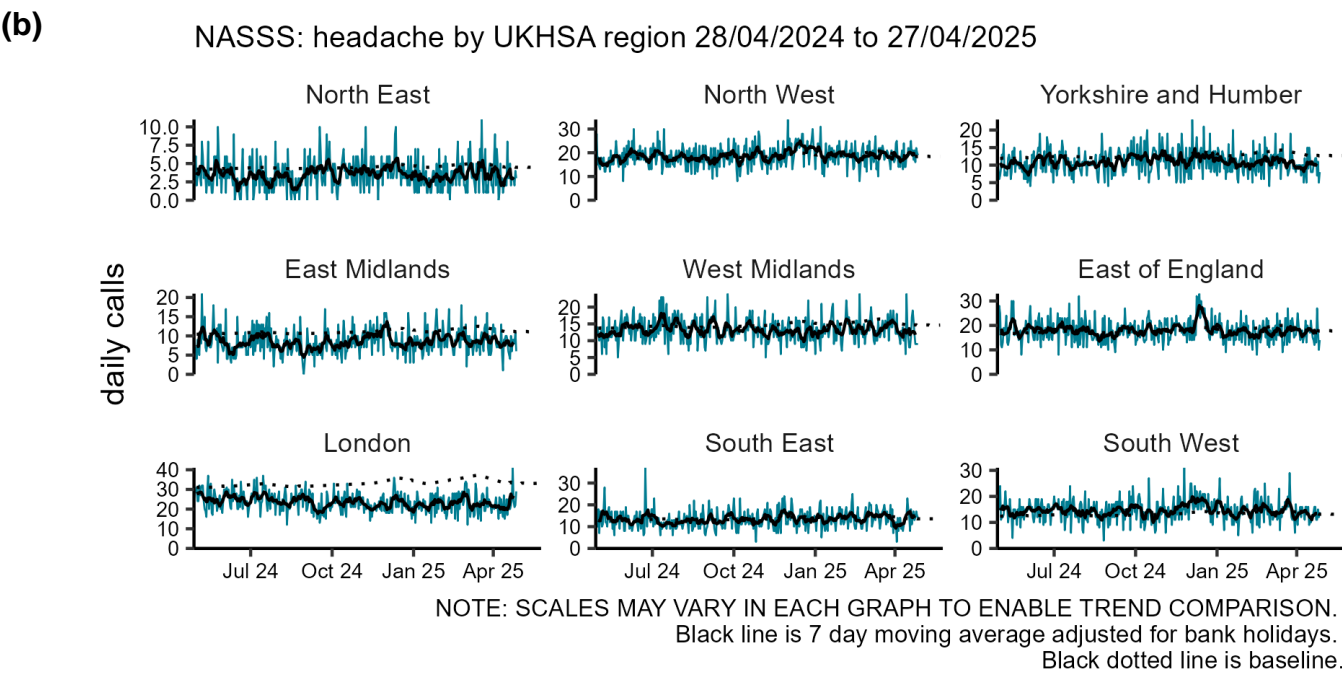 (b)
NASSS: headache by UKHSA region 28/04/2024 to 27/04/2025
North East
North West
Yorkshire and Humber
10.0
7.5
5.0
2.5
0.0
30
20
10
0
20
15
10
5
0
daily calls
East Midlands
West Midlands
East of England
20
15
10
5
0
20
15
10
5
0
30
20
10
0
London
South East
South West
40
30
20
10
0
30
20
10
0
30
20
10
0
Jul 24 Oct 24 Jan 25 Apr 25
Jul 24 Oct 24 Jan 25 Apr 25
Jul 24 Oct 24 Jan 25 Apr 25
NOTE: SCALES MAY VARY IN EACH GRAPH TO ENABLE TREND COMPARISON.
Black line is 7 day moving average adjusted for bank holidays.
Black dotted line is baseline.